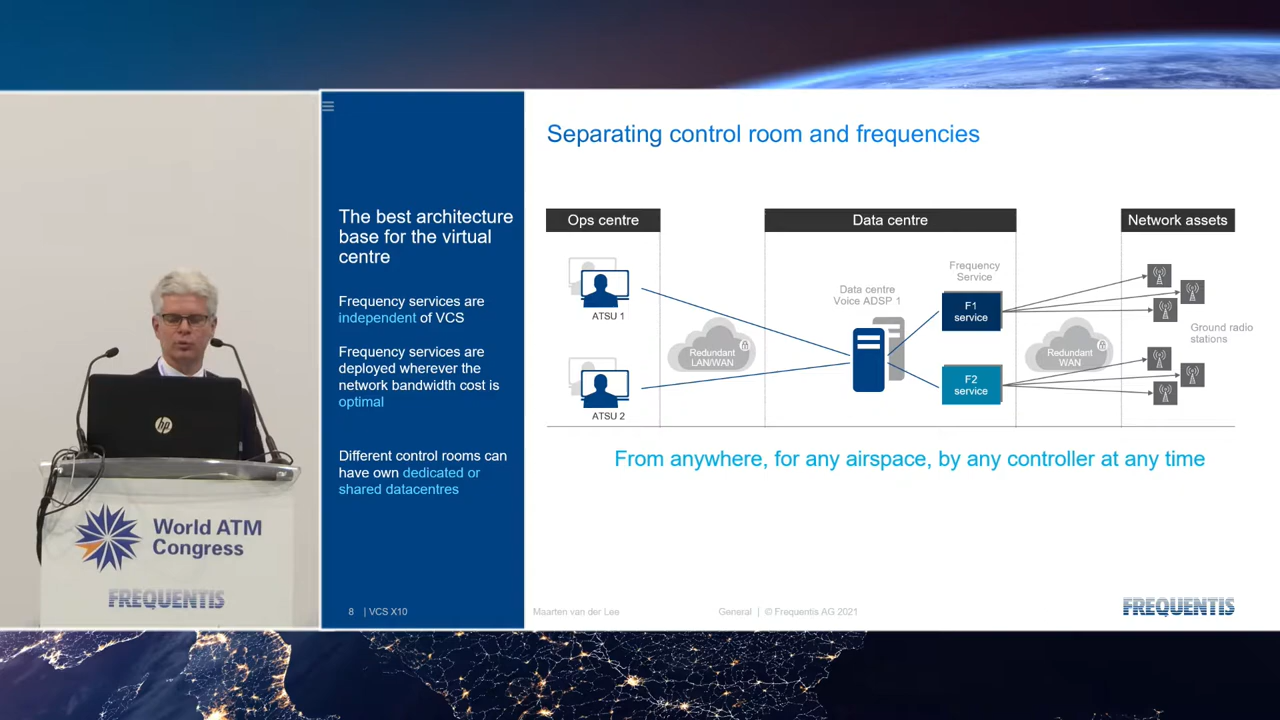 Separating control room and frequencies
The best architecture
base for the virtual
centre
Frequency services are
independent of VCS
Frequency services are
deployed wherever the
network bandwidth cost is
optimal
Different control rooms can
have own dedicated or
shared datacentres
Ops centre
Data centre
Network assets
ATSU 1
ATSU 2
Redundant
LAN/WAN
Data centre
Voice ADSP 1
Frequency
Service
F1
service
F2
service
Redundant
WAN
Ground radio
stations
From anywhere, for any airspace, by any controller at any time
8 | VCS X10
Maarten van der Lee
General | © Frequentis AG 2021
FREQUENTIS
hp
World ATM
Congress
FREQUENTIS